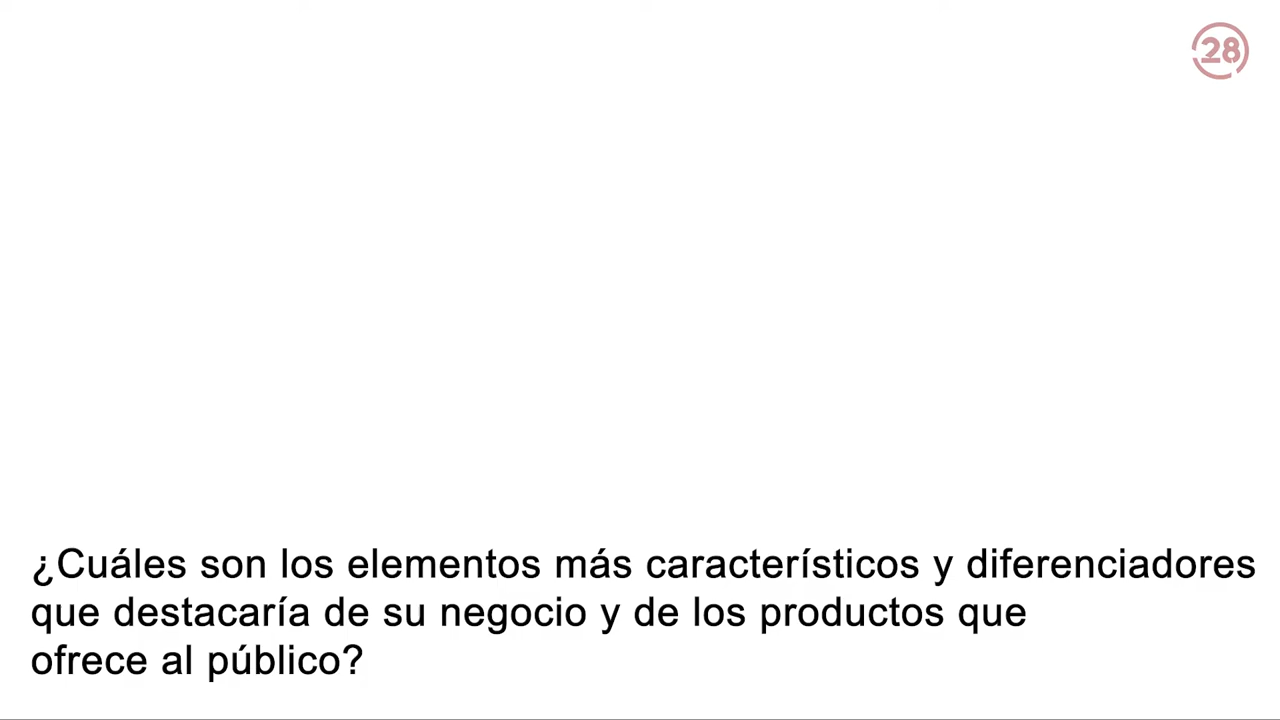 28
¿Cuáles son los elementos más característicos y diferenciadores
que destacaría de su negocio y de los productos que
ofrece al público?